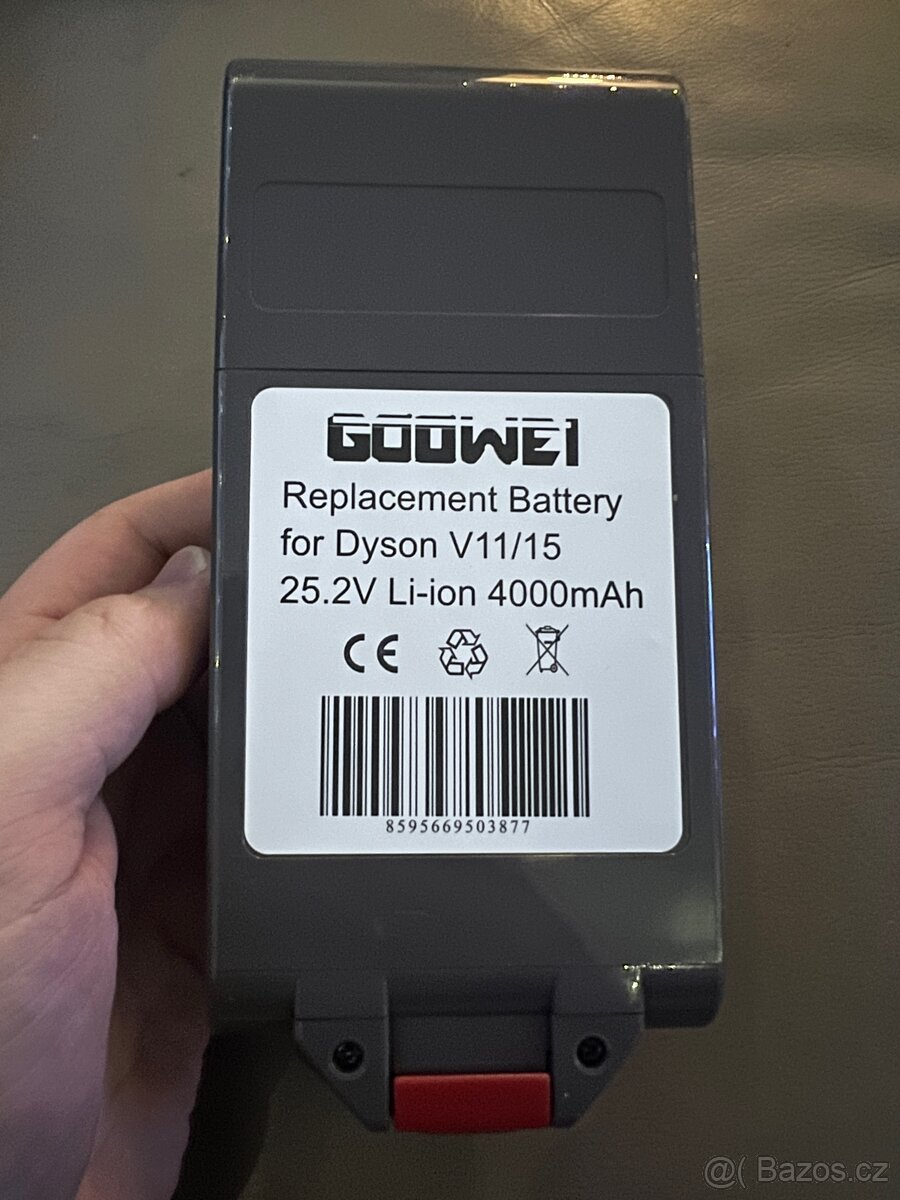 GOOWEI
Replacement Battery
for Dyson V11/15
25.2V Li-ion 4000mAh
CE
8595669503877
@( Bazos.cz